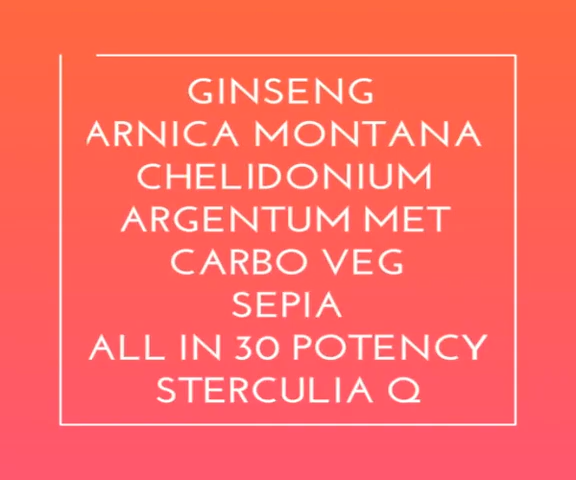 GINSENG
ARNICA MONTANA
CHELIDONIUM
ARGENTUM MET
CARBO VEG
SEPIA
ALL IN 30 POTENCY
STERCULIA Q